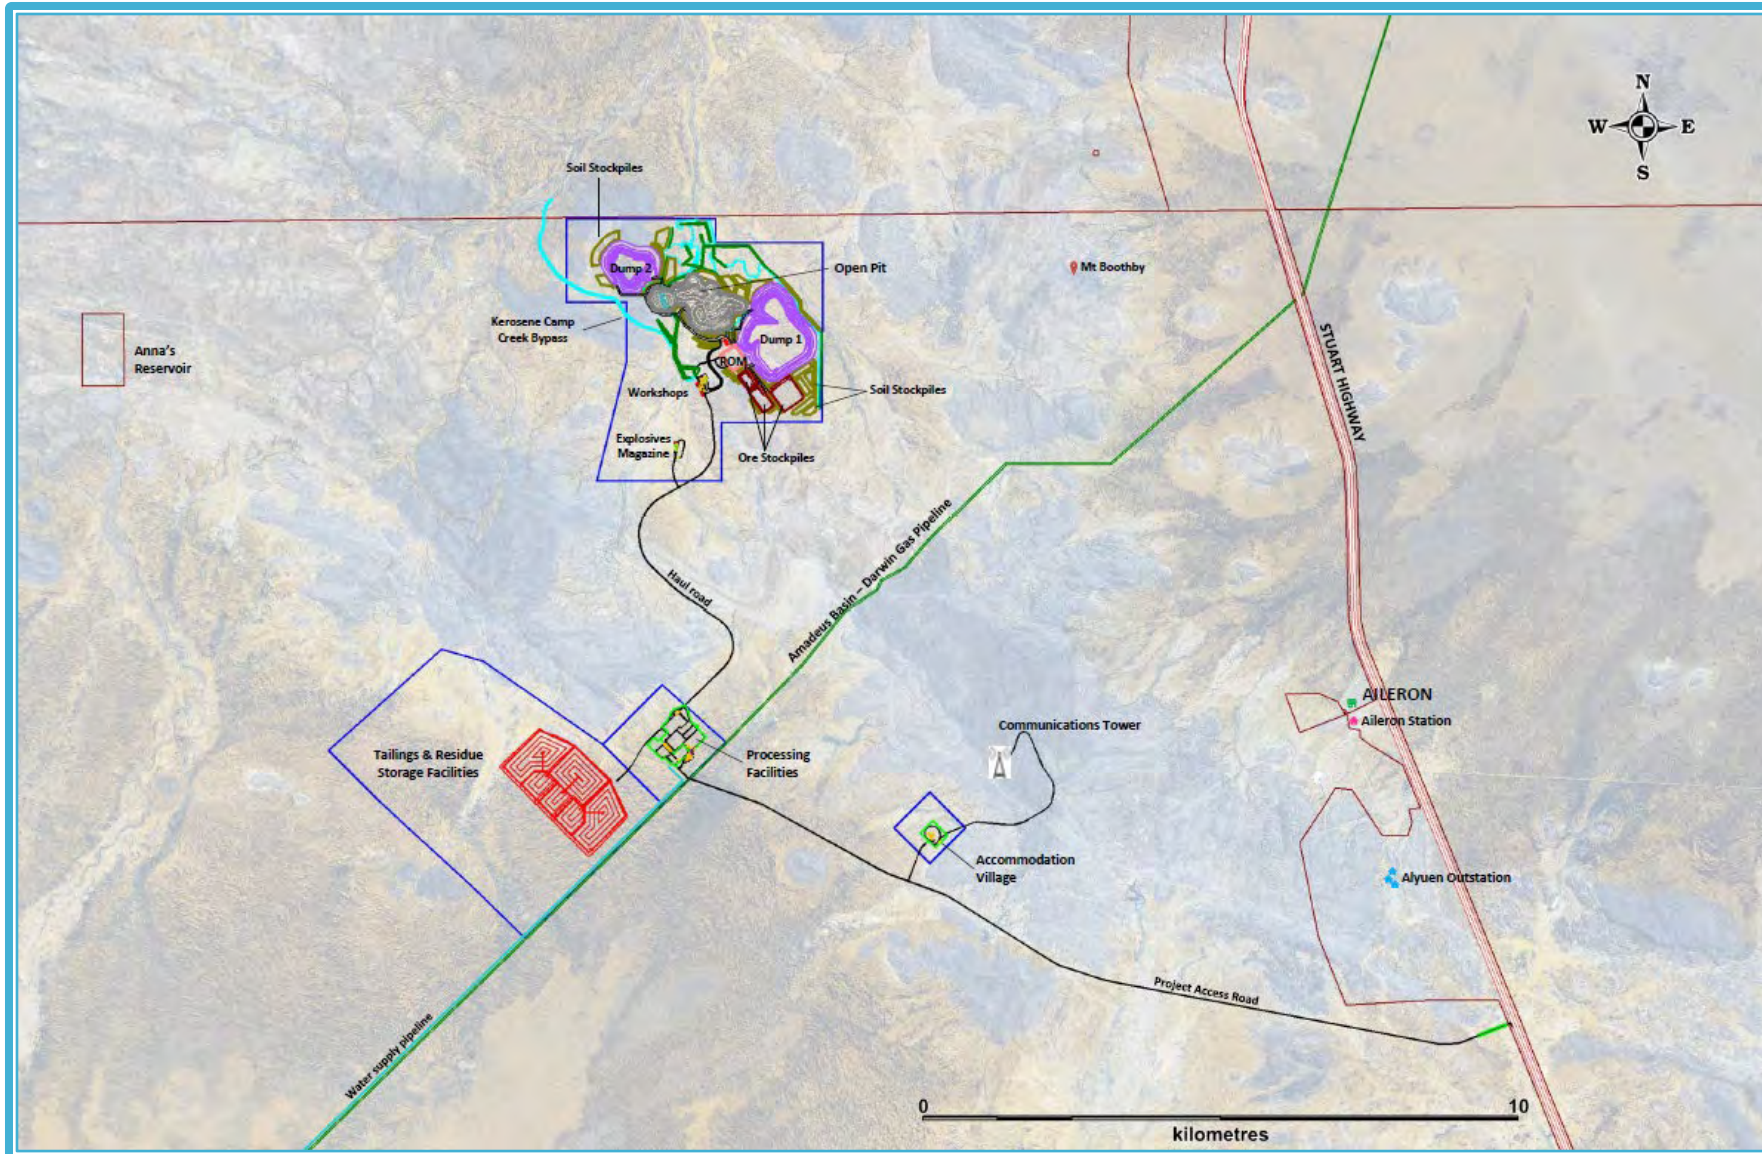 N
W
E
S
Soil Stockpiles
Dump 2
Open Pit
Mt Boothby
Kerosene Camp
Creek Bypass
Dump 1
STUART HIGHWAY
Anna's
Reservoir
ROM
Workshops
Soil Stockpiles
Explosives
Magazine
Ore Stockpiles
Amadeus Basin – Darwin Gas Pipeline
Haul road
AILERON
Aileron Station
Communications Tower
Tailings & Residue
Storage Facilities
Processing
Facilities
Accommodation
Village
Alyuen Outstation
Project Access Road
Water supply pipeline
0
10
kilometres